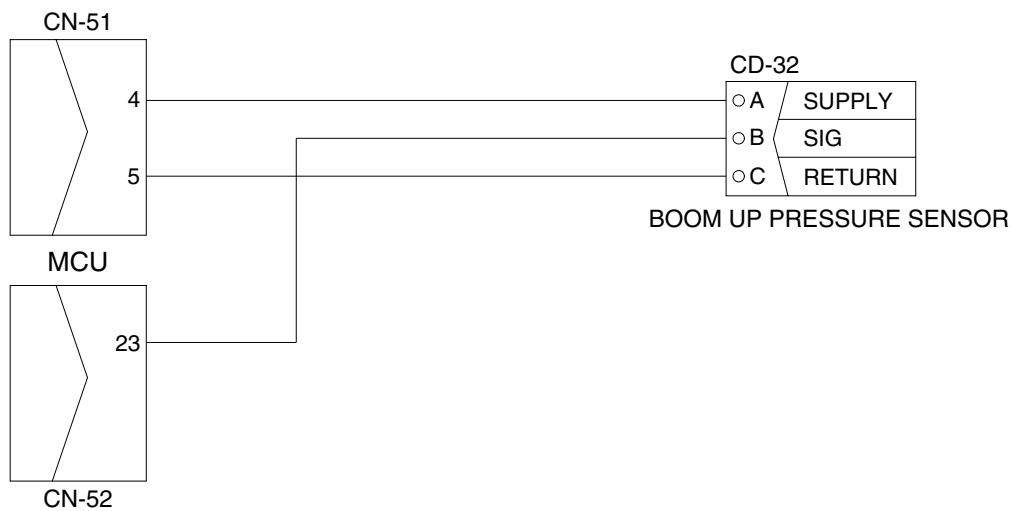 CN-51
CD-32
4
A SUPPLY
B SIG
5
C RETURN
BOOM UP PRESSURE SENSOR
MCU
23
CN-52